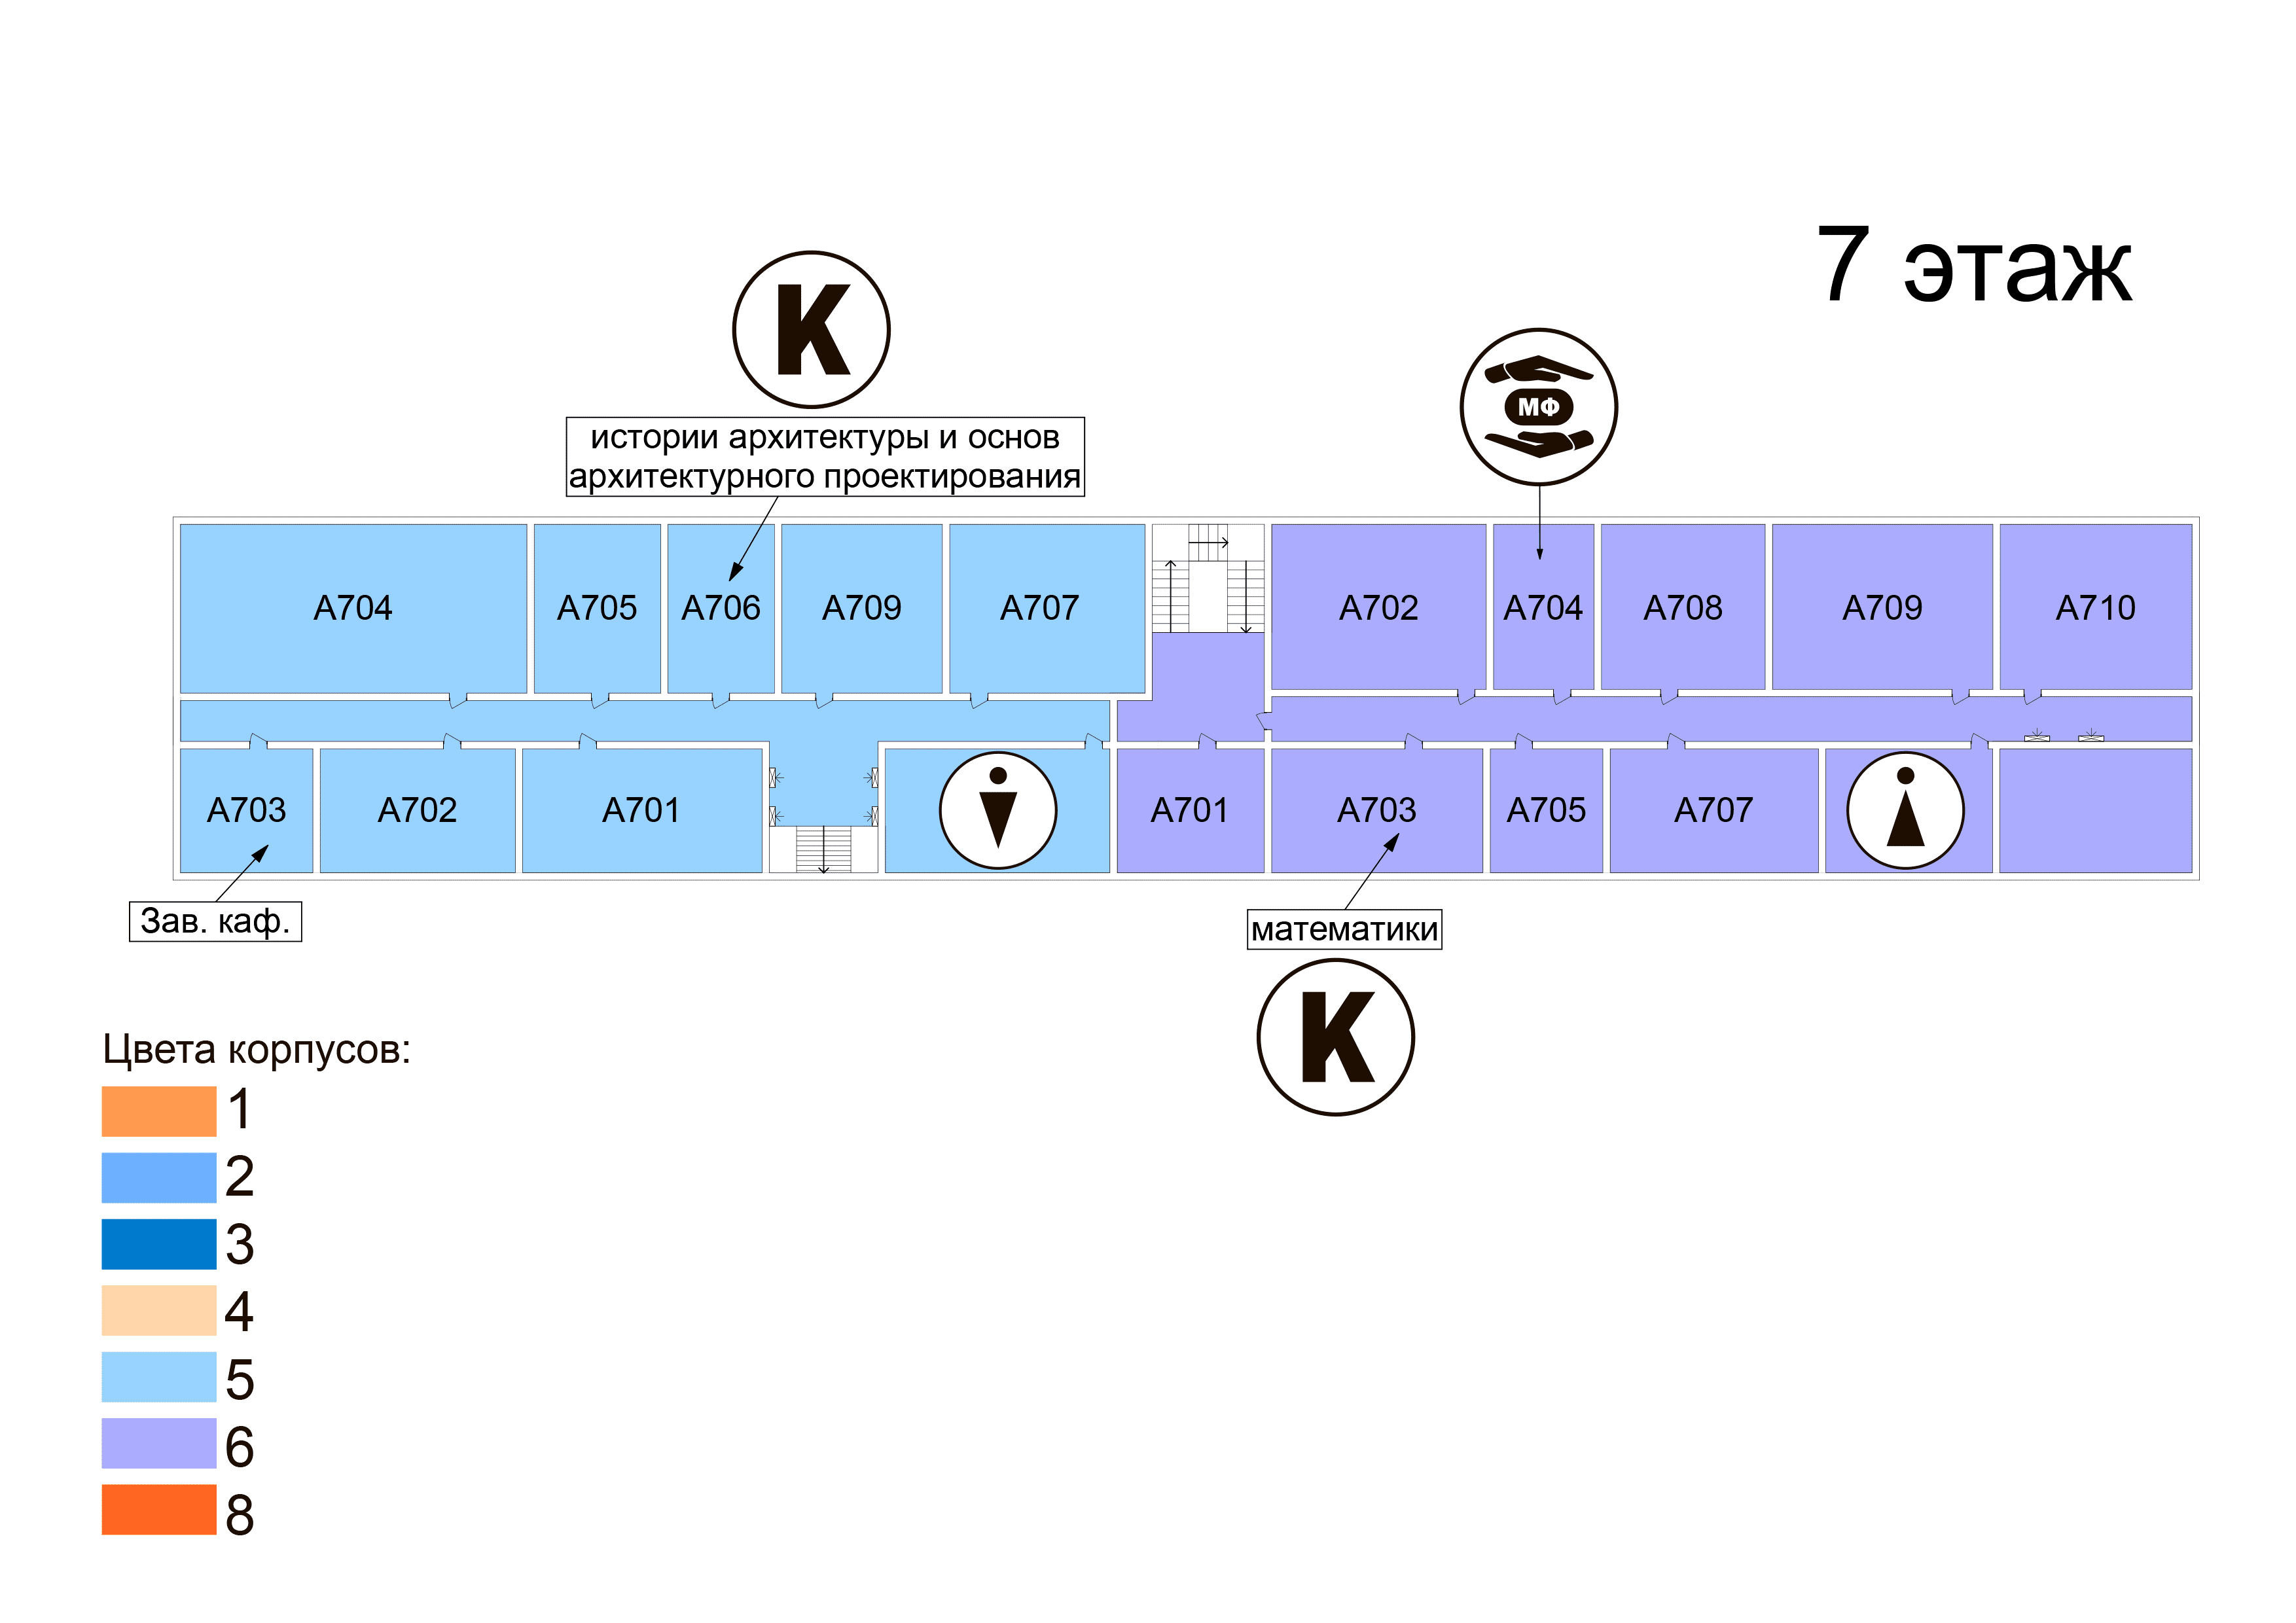 7 этаж
К
МФ
истории архитектуры и основ
архитектурного проектирования
А704
А705
А706
А709
А707
А702
А704
А708
А709
А710
А703
А702
А701
А701
А703
А705
А707
Зав. каф.
математики
К
Цвета корпусов:
1
2
3
4
5
6
8